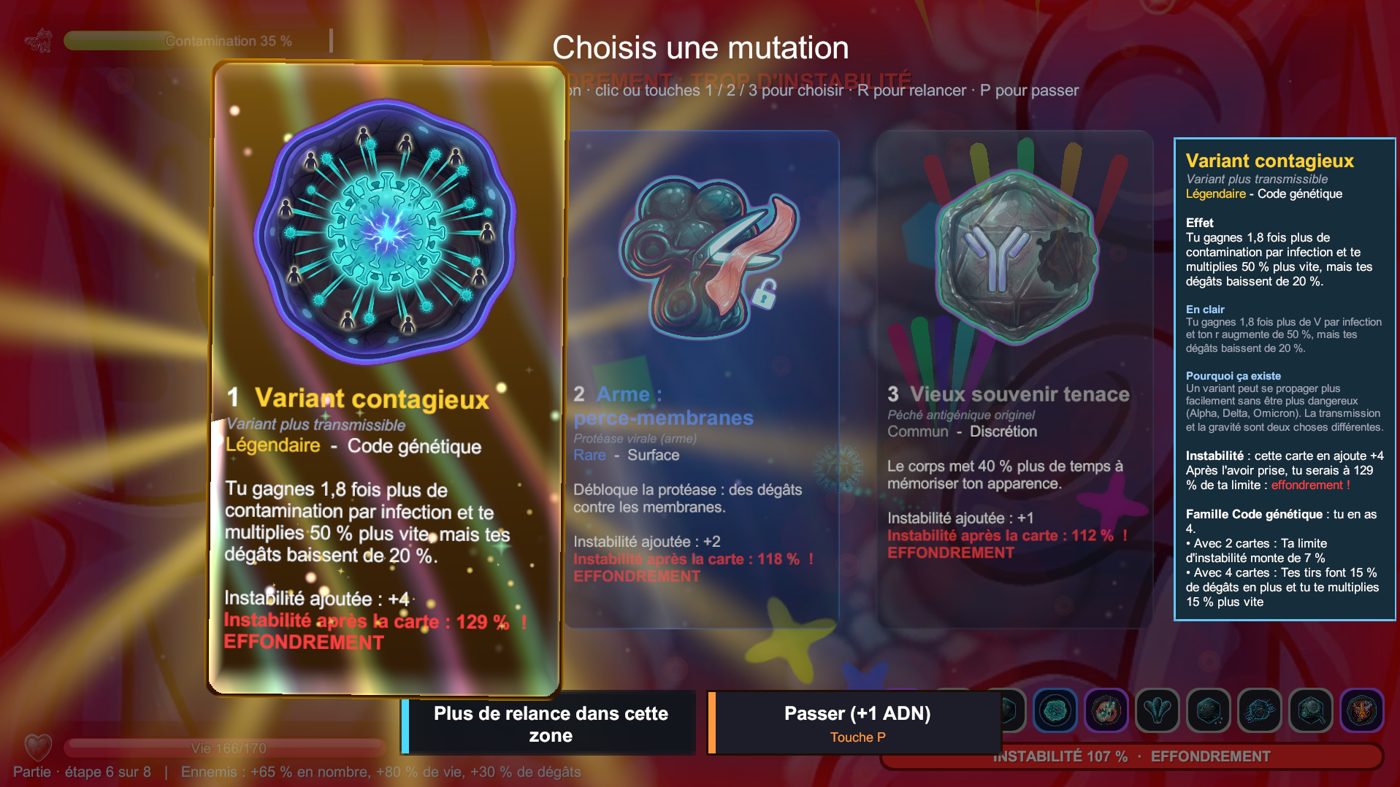 Contamination 35 %
Choisis une mutation
DREMENT : TROP D'INSTABILITÉ
on · clic ou touches 1 / 2 / 3 pour choisir · R pour relancer · P pour passer
1 Variant contagieux
Variant plus transmissible
Légendaire - Code génétique
Tu gagnes 1,8 fois plus de
contamination par infection et te
multiplies 50 % plus vite, mais tes
dégâts baissent de 20 %.
Instabilité ajoutée : +4
Instabilité après la carte : 129 % !
EFFONDREMENT
2 Arme :
perce-membranes
Protéase virale (arme)
Rare - Surface
Débloque la protéase : des dégâts
contre les membranes.
Instabilité ajoutée : +2
Instabilité après la carte : 118 % !
EFFONDREMENT
3 Vieux souvenir tenace
Péché antigénique originel
Commun - Discrétion
Le corps met 40 % plus de temps à
mémoriser ton apparence.
Instabilité ajoutée : +1
Instabilité après la carte : 112 % !
EFFONDREMENT
Variant contagieux
Variant plus transmissible
Légendaire - Code génétique
Effet
Tu gagnes 1,8 fois plus de
contamination par infection et te
multiplies 50 % plus vite, mais tes
dégâts baissent de 20 %.
En clair
Tu gagnes 1,8 fois plus de V par infection
et ton r augmente de 50 %, mais tes
dégâts baissent de 20 %.
Pourquoi ça existe
Un variant peut se propager plus
facilement sans être plus dangereux
(Alpha, Delta, Omicron). La transmission
et la gravité sont deux choses différentes.
Instabilité : cette carte en ajoute +4
Après l'avoir prise, tu serais à 129
% de ta limite : effondrement !
Famille Code génétique : tu en as
4.
• Avec 2 cartes : Ta limite
d'instabilité monte de 7 %
• Avec 4 cartes : Tes tirs font 15 %
de dégâts en plus et tu te multiplies
15 % plus vite
Plus de relance dans cette
zone
Passer (+1 ADN)
Touche P
Vie 166/170
INSTABILITÉ 107 % · EFFONDREMENT
Partie · étape 6 sur 8 | Ennemis : +65 % en nombre, +80 % de vie, +30 % de dégâts